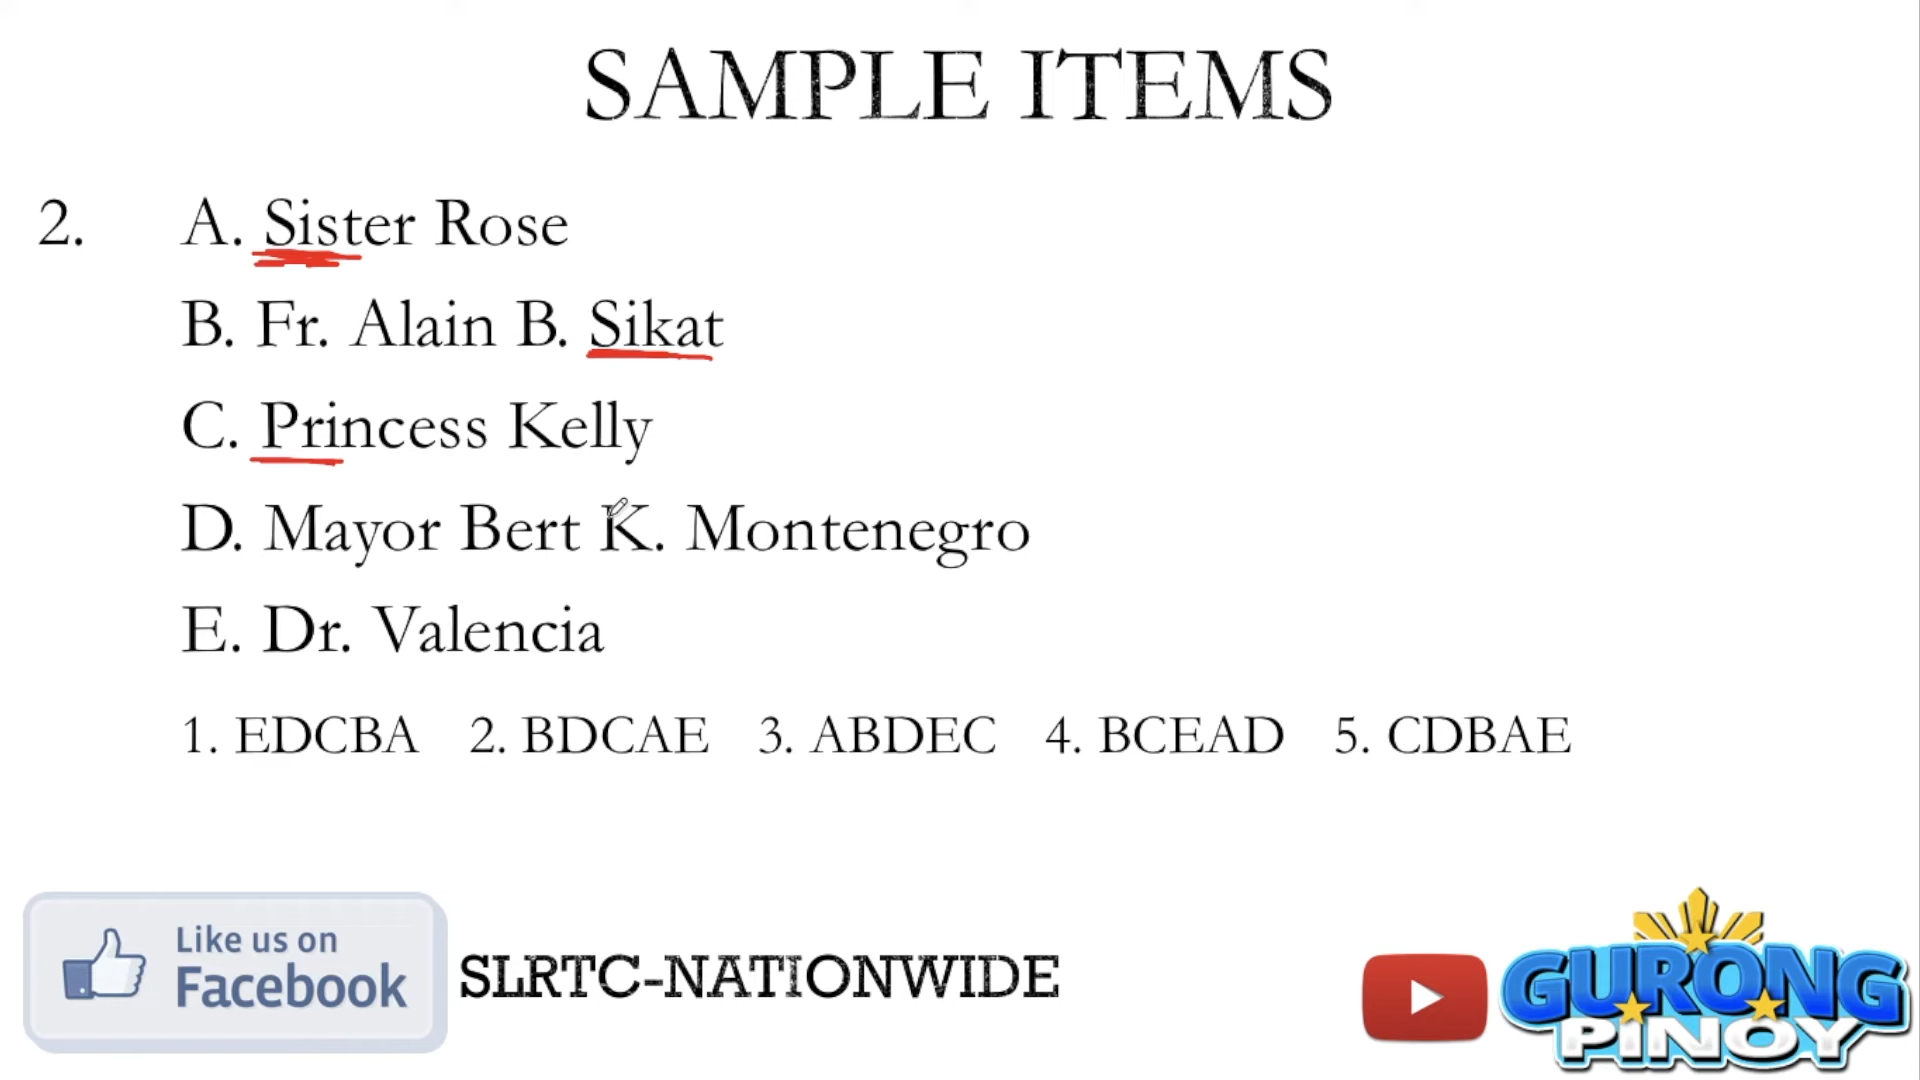 SAMPLE ITEMS
2. A. Sister Rose
B. Fr. Alain B. Sikat
C. Princess Kelly
D. Mayor Bert K. Montenegro
E. Dr. Valencia
1. EDCBA 2. BDCAE 3. ABDEC 4. BCEAD 5. CDBAE
Like us on
Facebook
SLRTC-NATIONWIDE
GURONG
PINOY